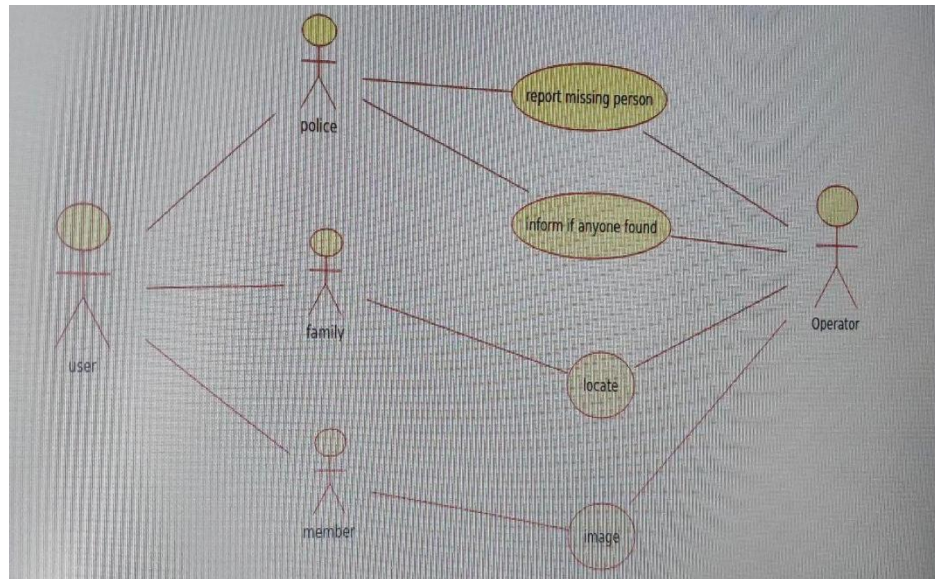 police
report missing person
inform if anyone found
user
family
Operator
locate
member
image